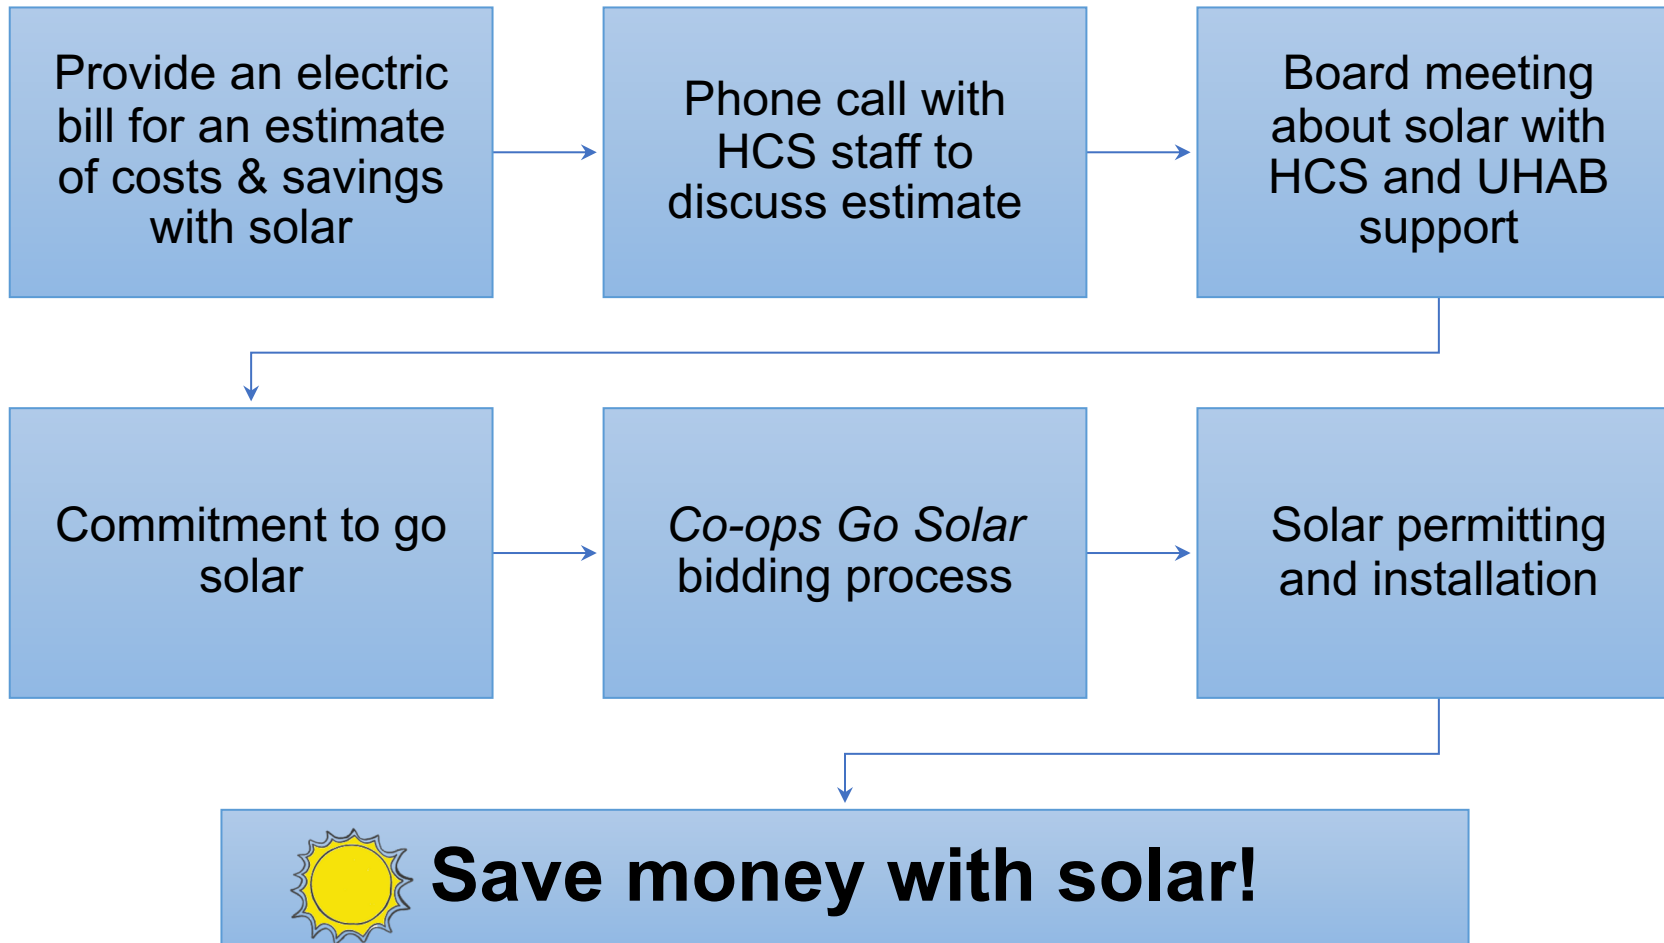 Provide an electric
bill for an estimate
of costs & savings
with solar
Phone call with
HCS staff to
discuss estimate
Board meeting
about solar with
HCS and UHAB
support
Commitment to go
solar
Co-ops Go Solar
bidding process
Solar permitting
and installation
Save money with solar!